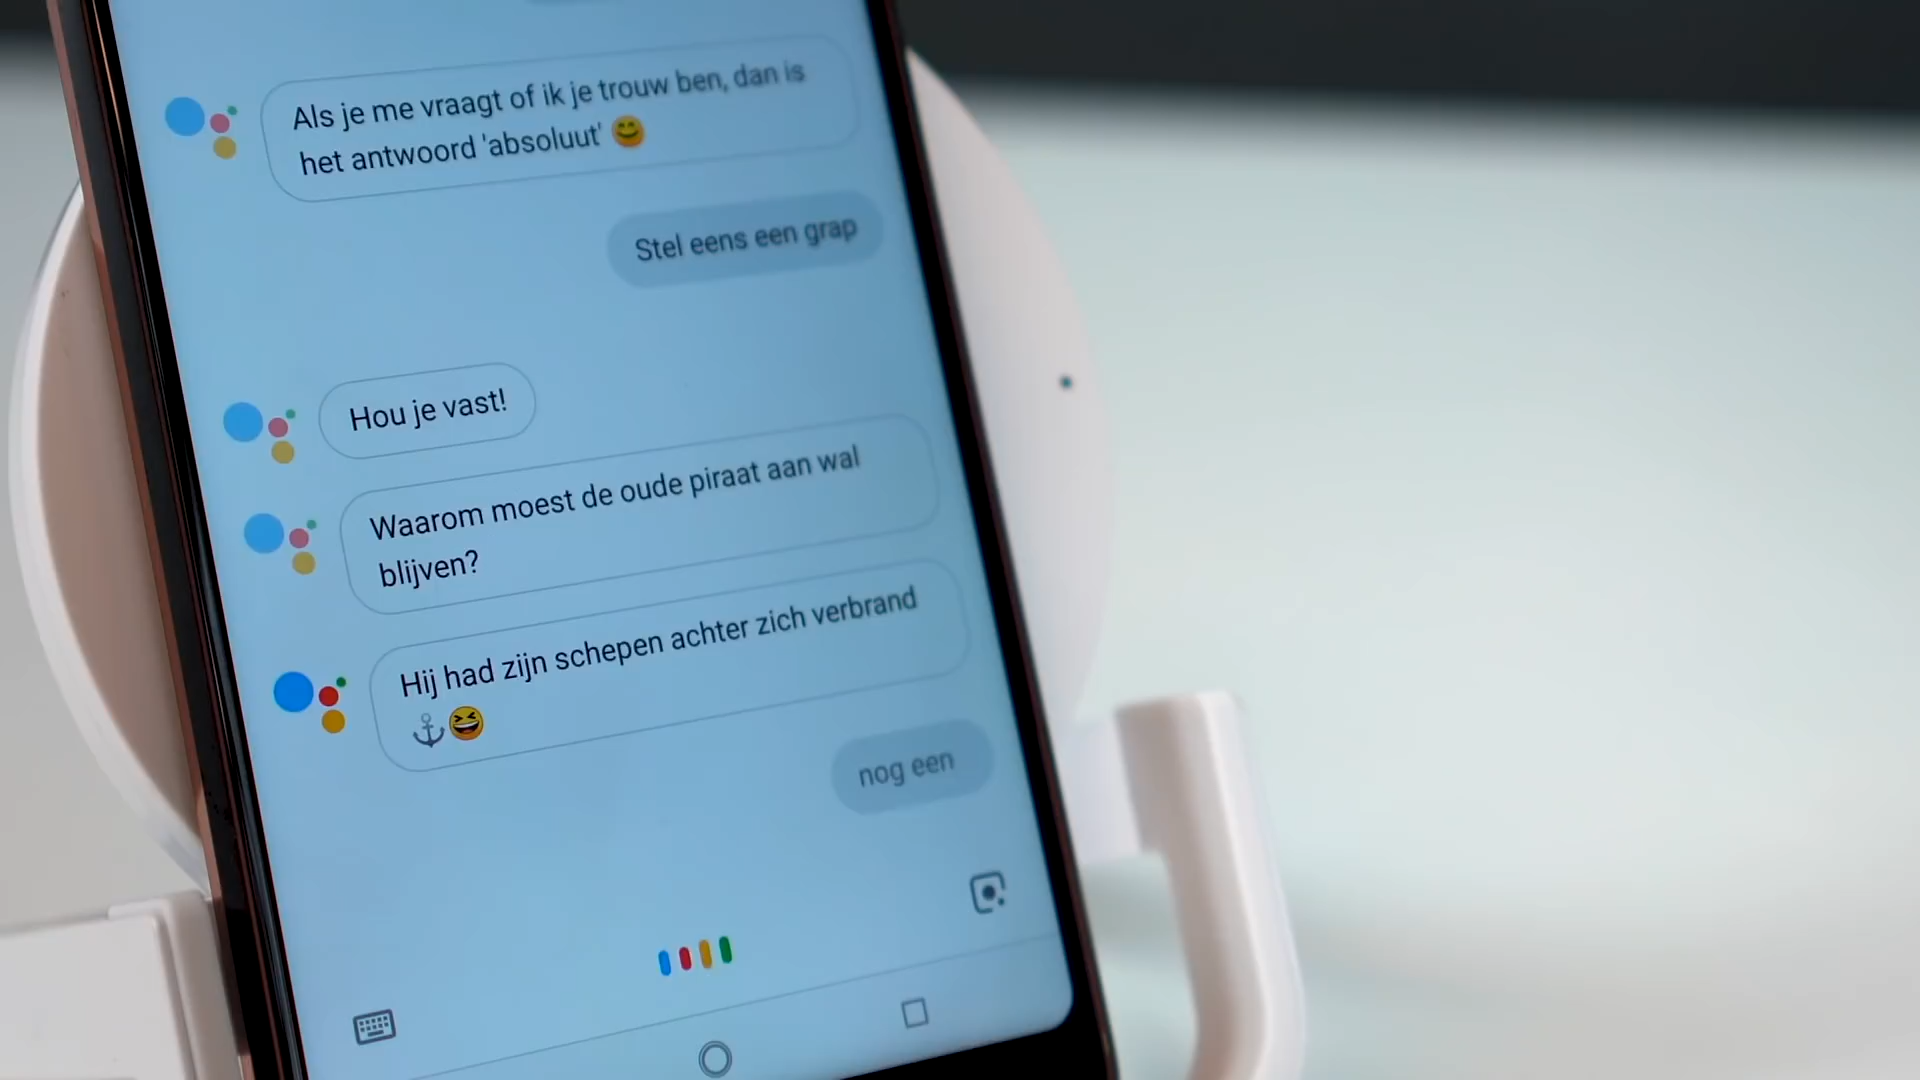 Als je me vraagt of ik je trouw ben, dan is
het antwoord 'absoluut' 😊
Stel eens een grap
Hou je vast!
Waarom moest de oude piraat aan wal
blijven?
Hij had zijn schepen achter zich verbrand
⚓😆
nog een